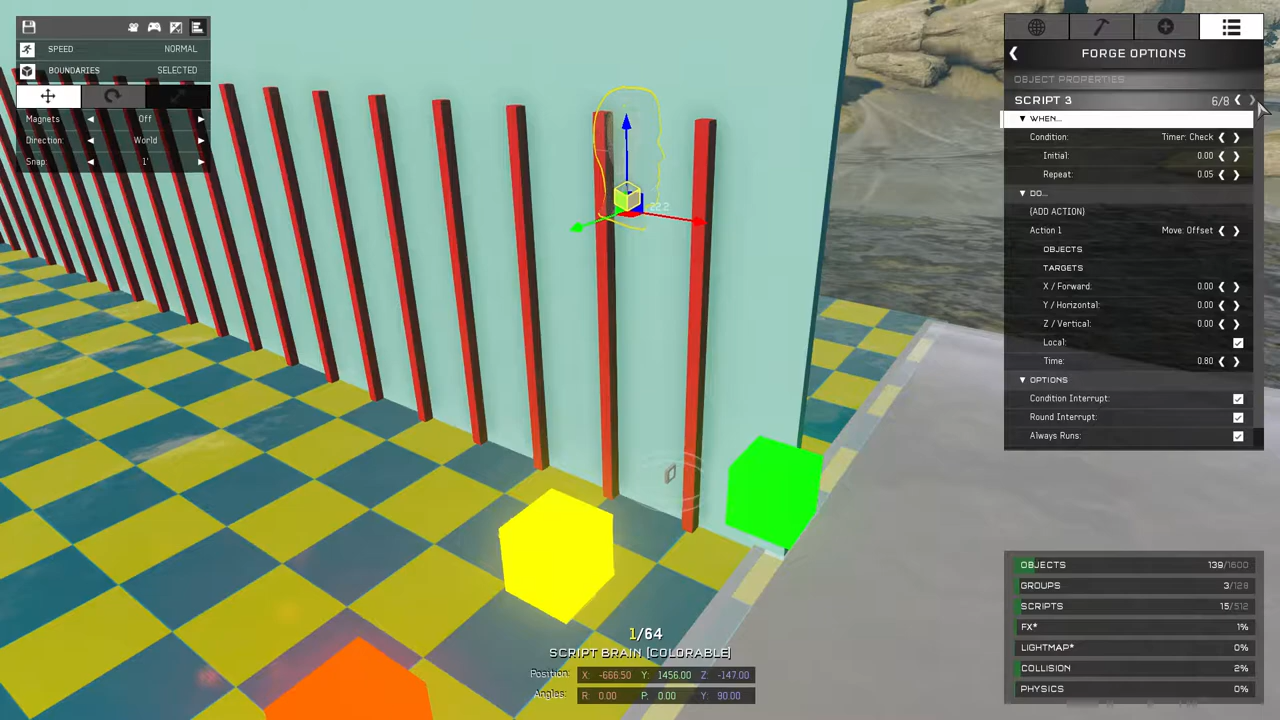 SPEED NORMAL
BOUNDARIES SELECTED
Magnets Off
Direction: World
Snap: 1'
22.2
1/64
SCRIPT BRAIN [COLORABLE]
Position: X: -666.50 Y: 1456.00 Z: -147.00
Angles: R: 0.00 P: 0.00 Y: 90.00
FORGE OPTIONS
OBJECT PROPERTIES
SCRIPT 3 6/8
WHEN...
Condition: Timer: Check
Initial: 0.00
Repeat: 0.05
DO...
(ADD ACTION)
Action 1 Move: Offset
OBJECTS
TARGETS
X / Forward: 0.00
Y / Horizontal: 0.00
Z / Vertical: 0.00
Local:
Time: 0.80
OPTIONS
Condition Interrupt:
Round Interrupt:
Always Runs:
OBJECTS 139/1600
GROUPS 3/128
SCRIPTS 15/512
FX* 1%
LIGHTMAP* 0%
COLLISION 2%
PHYSICS 0%